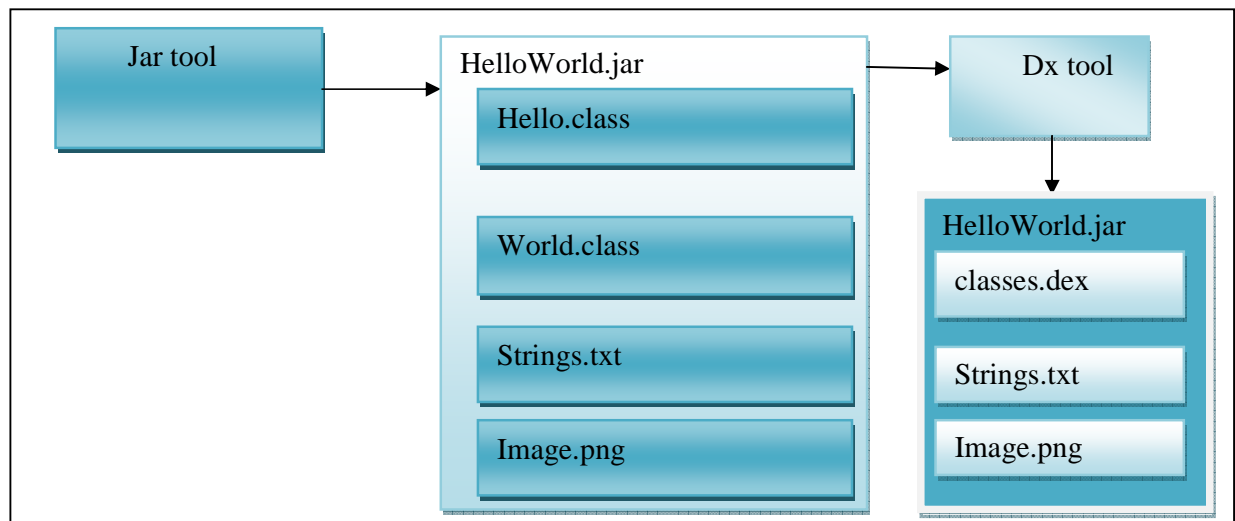 Jar tool
HelloWorld.jar
Hello.class
World.class
Strings.txt
Image.png
Dx tool
HelloWorld.jar
classes.dex
Strings.txt
Image.png